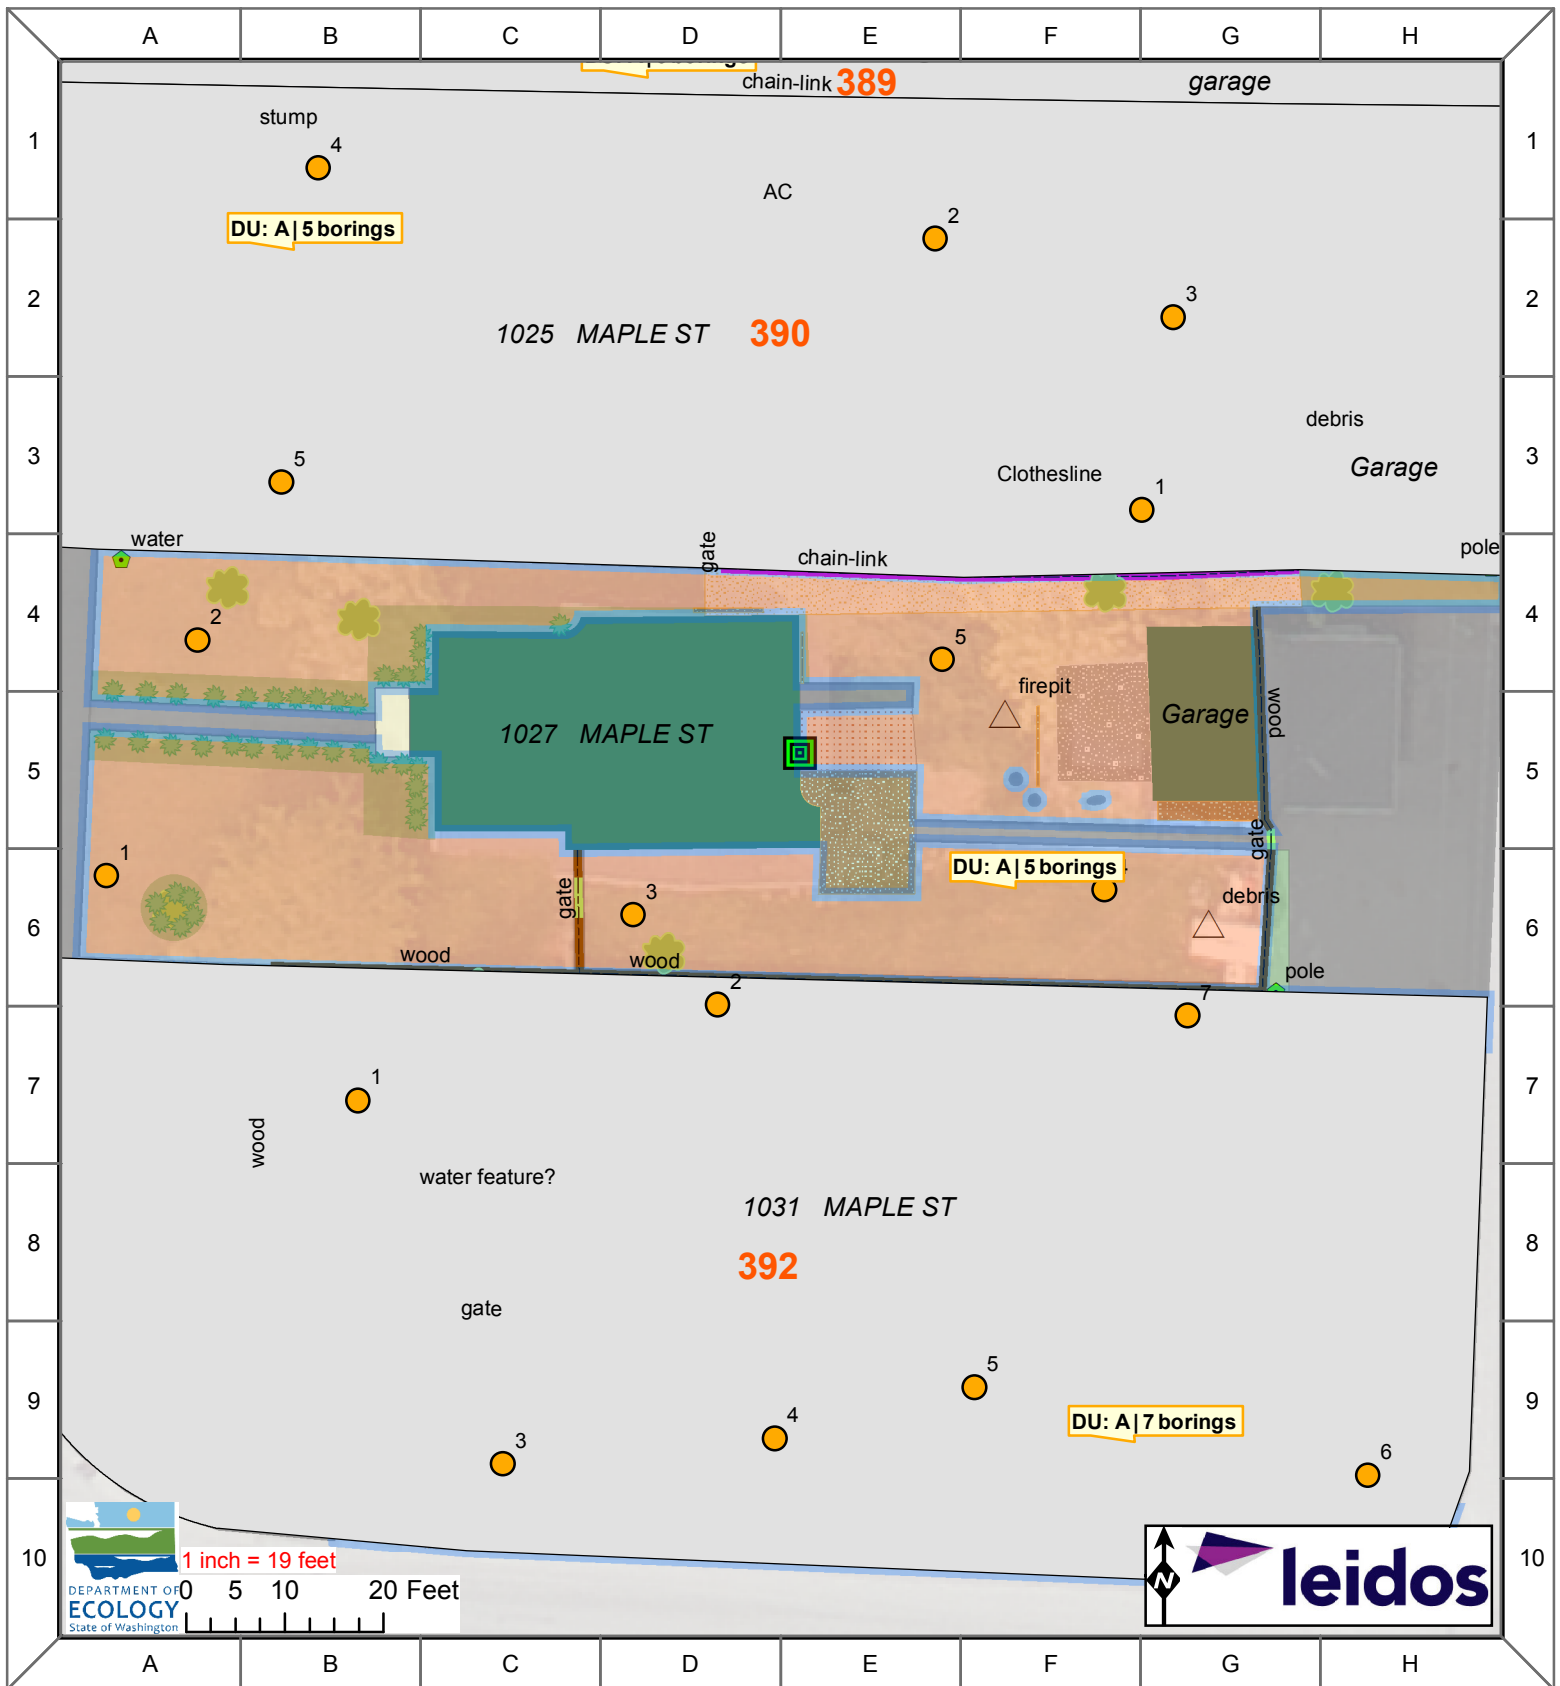 A B C D E F G H
chain-link 389 garage
1 stump 1
4
AC
2
DU: A | 5 borings
2 3 2
1025 MAPLE ST 390
debris
3 5 Clothesline 1 Garage 3
water gate chain-link pole
4 2 5 4
firepit
1027 MAPLE ST Garage wood
5 5
gate
1 DU: A | 5 borings
gate 3 debris
6 6
wood wood pole
2 7
7 1 7
wood
water feature?
1031 MAPLE ST
8 392 8
gate
5
9 4 DU: A | 7 borings 9
3 6
10 1 inch = 19 feet N leidos 10
0 5 10 20 Feet
DEPARTMENT OF
ECOLOGY
State of Washington
A B C D E F G H